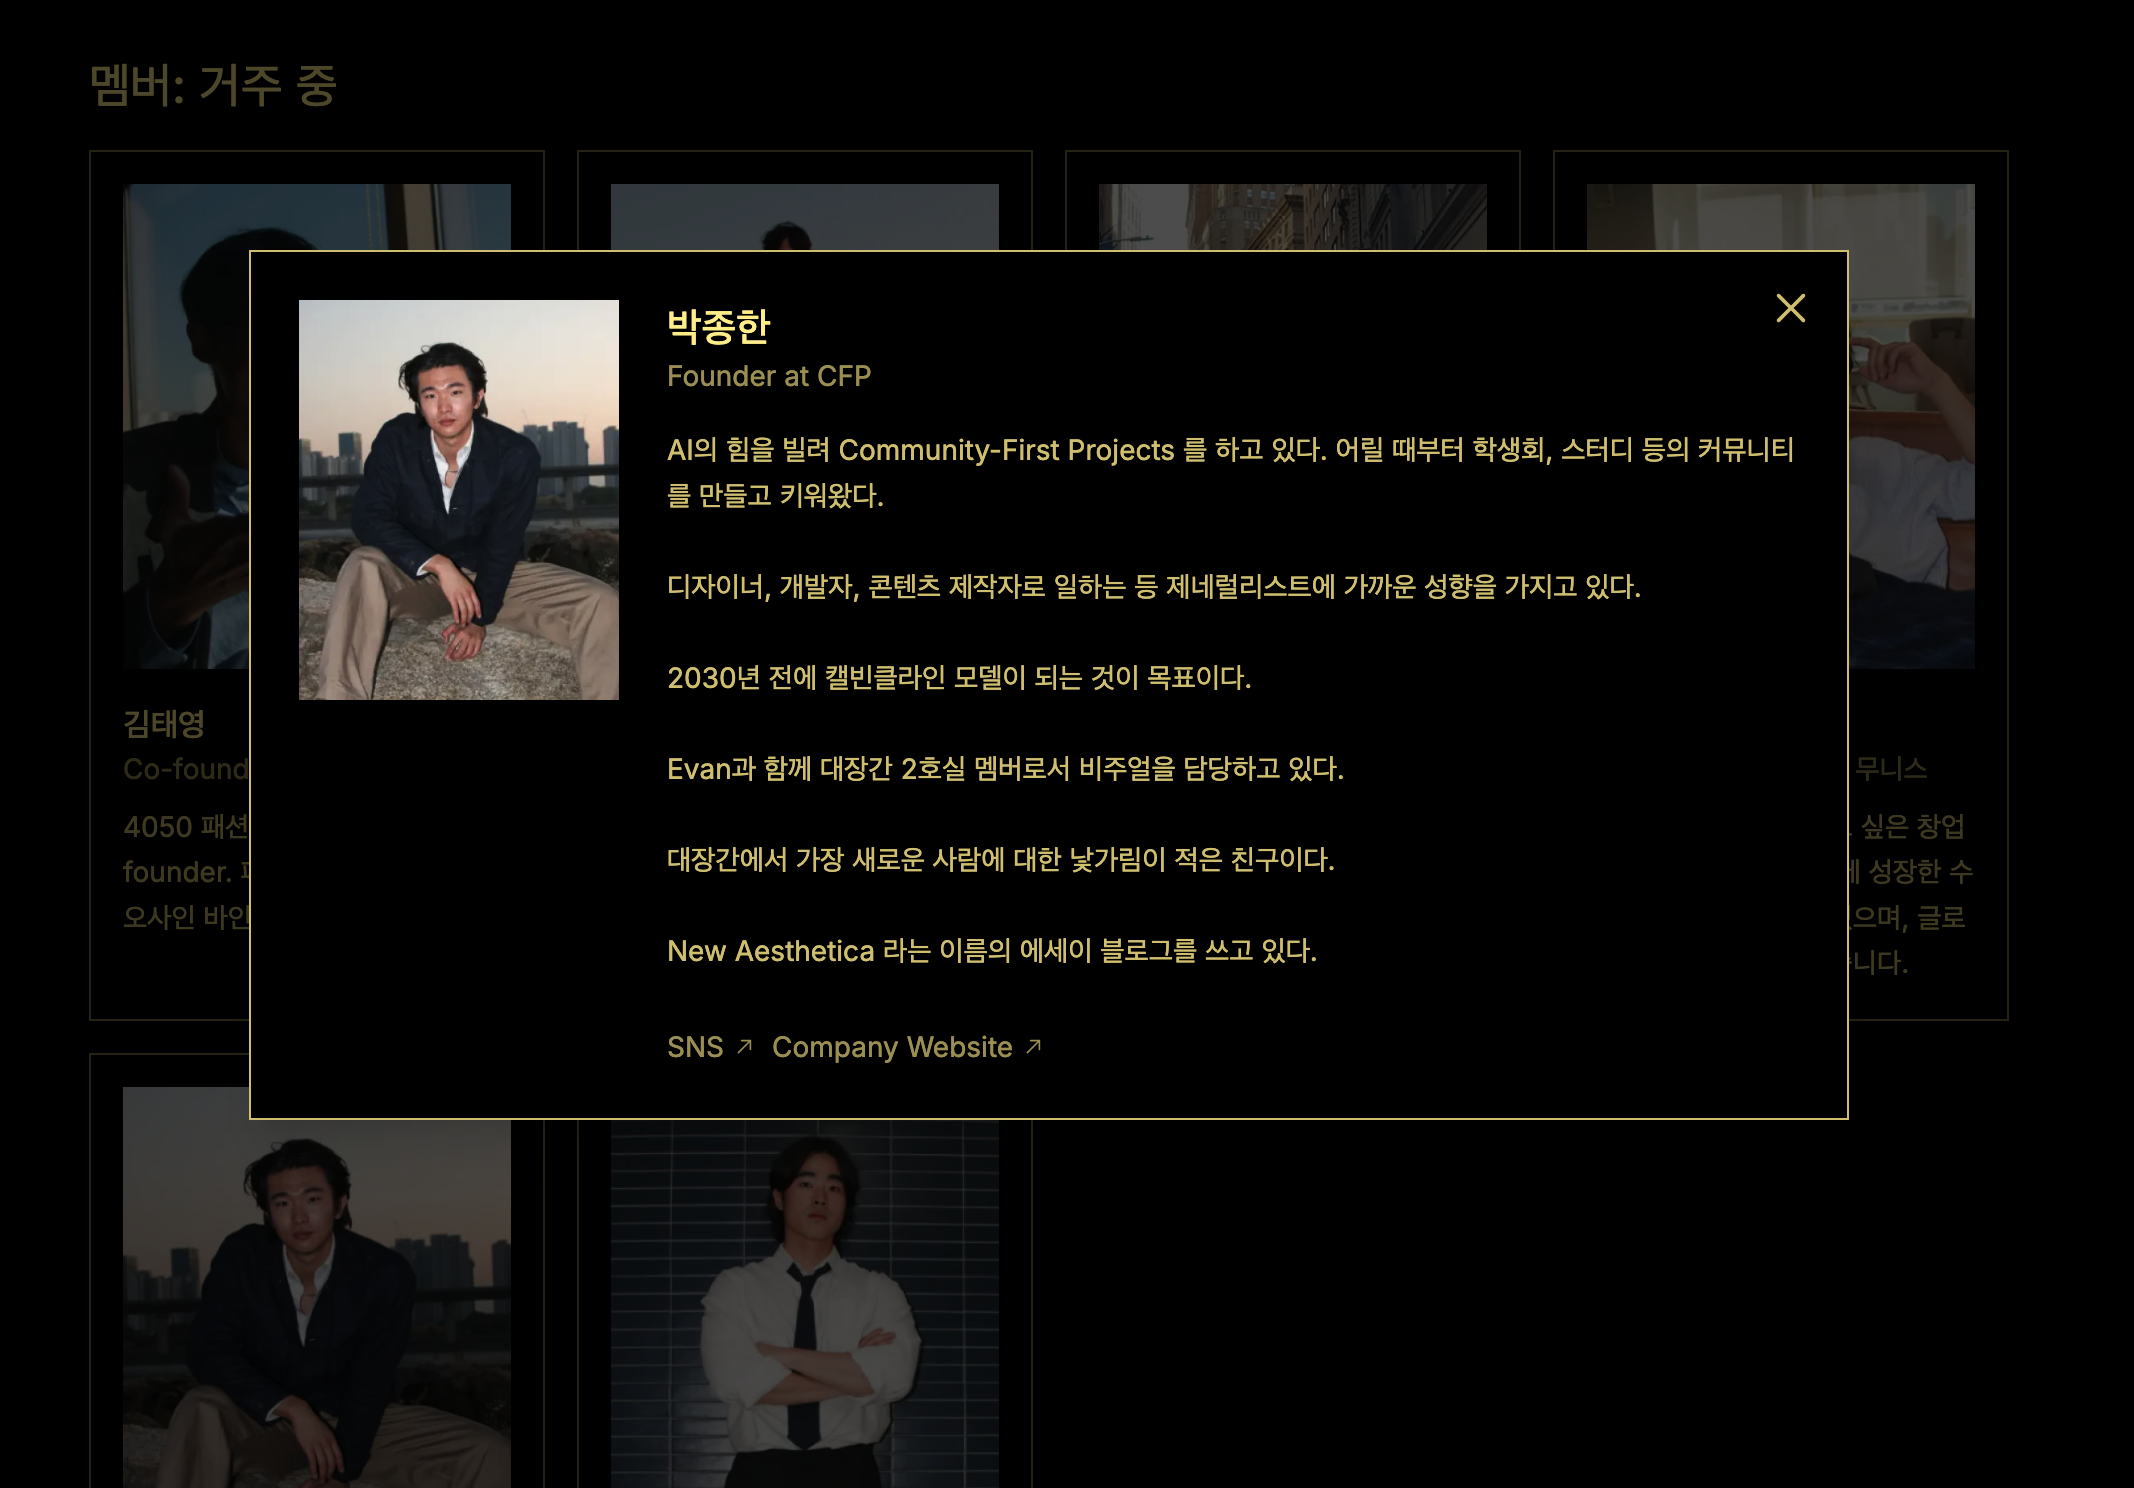 멤버: 거주 중
박종한
Founder at CFP
AI의 힘을 빌려 Community-First Projects 를 하고 있다. 어릴 때부터 학생회, 스터디 등의 커뮤니티
를 만들고 키워왔다.
디자이너, 개발자, 콘텐츠 제작자로 일하는 등 제네럴리스트에 가까운 성향을 가지고 있다.
2030년 전에 캘빈클라인 모델이 되는 것이 목표이다.
Evan과 함께 대장간 2호실 멤버로서 비주얼을 담당하고 있다.
대장간에서 가장 새로운 사람에 대한 낯가림이 적은 친구이다.
New Aesthetica 라는 이름의 에세이 블로그를 쓰고 있다.
SNS ↗ Company Website ↗
김태영
Co-found
4050 패션
founder.
오사인 바인
무니스
싶은 창업
성장한 수
으며, 글로
니다.